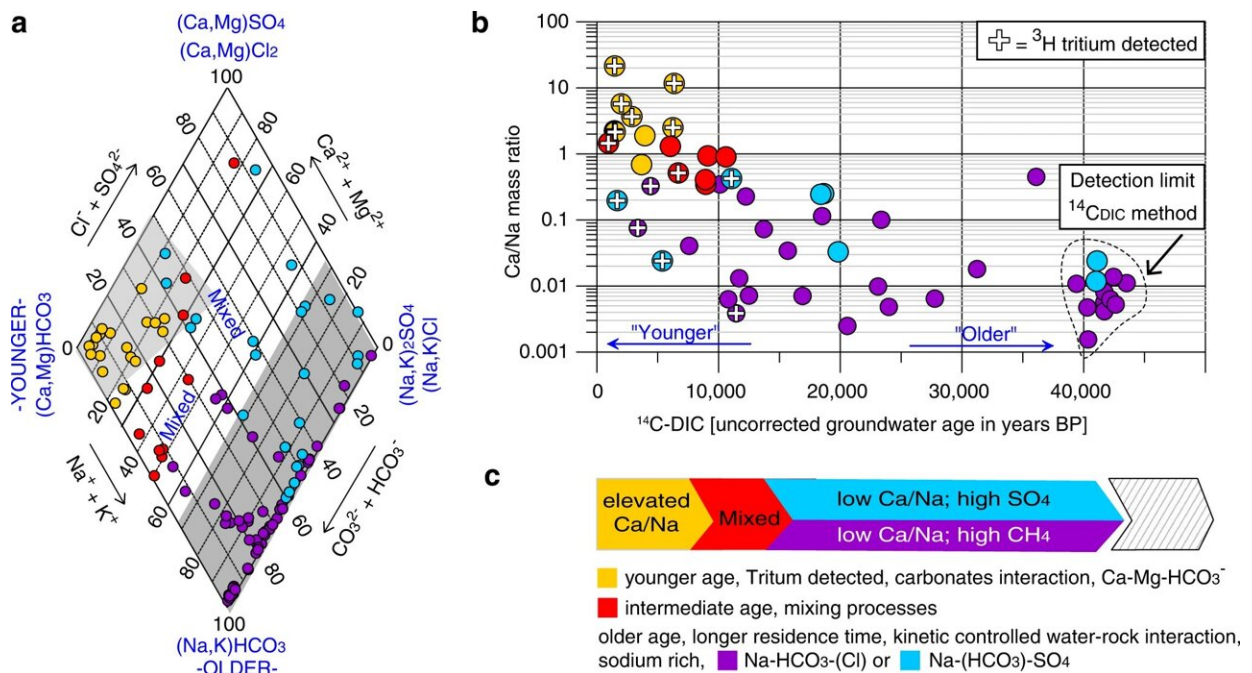 a
(Ca,Mg)SO4
(Ca,Mg)Cl2
100
80
80
60
60
40
40
20
20
0
0
Cl- + SO4 2-
Ca2+ + Mg2+
Mixed
Mixed
-YOUNGER-
(Ca,Mg)HCO3
(Na,K)2SO4
(Na,K)Cl
20
20
40
40
60
60
80
80
100
Na+ + K+
CO3 2- + HCO3-
(Na,K)HCO3
-OLDER-
b
= 3H tritium detected
Detection limit
14CDIC method
Ca/Na mass ratio
100
10
1
0.1
0.01
0.001
"Younger"
"Older"
0
10,000
20,000
30,000
40,000
14C-DIC [uncorrected groundwater age in years BP]
c
elevated
Ca/Na
Mixed
low Ca/Na; high SO4
low Ca/Na; high CH4
younger age, Tritum detected, carbonates interaction, Ca-Mg-HCO3-
intermediate age, mixing processes
older age, longer residence time, kinetic controlled water-rock interaction,
sodium rich, Na-HCO3-(Cl) or Na-(HCO3)-SO4